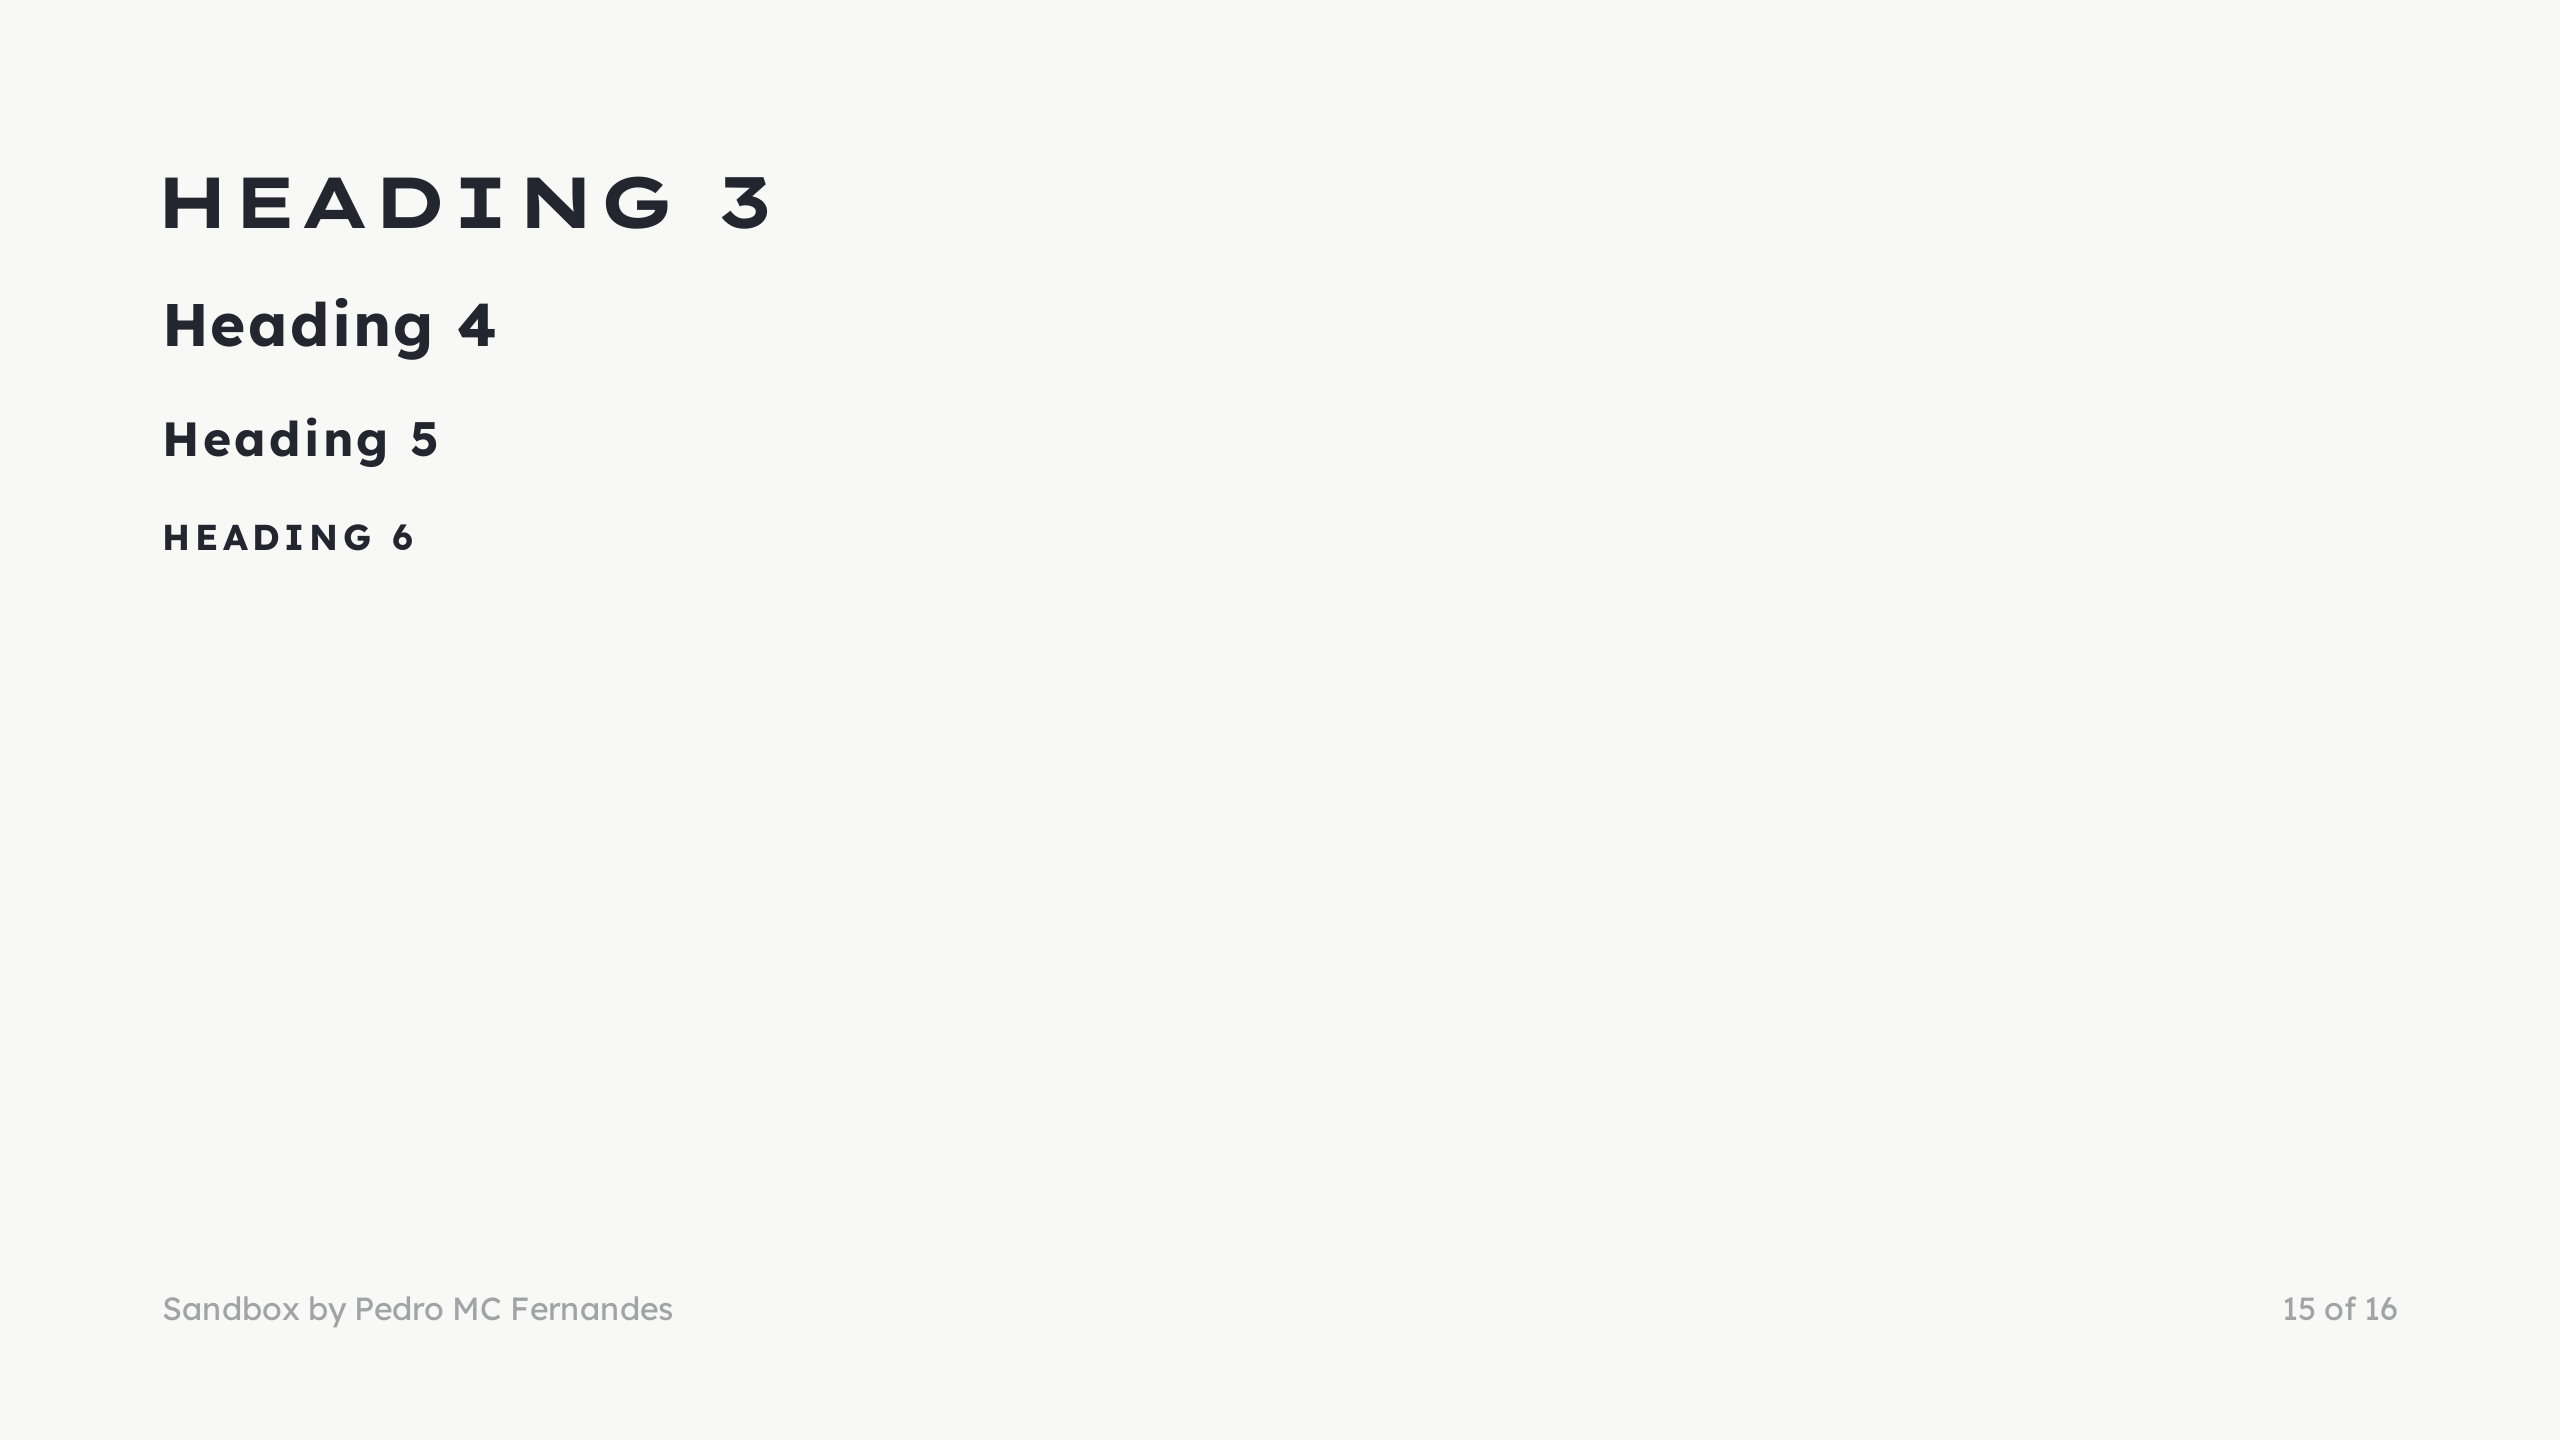 HEADING 3
Heading 4
Heading 5
HEADING 6
Sandbox by Pedro MC Fernandes
15 of 16